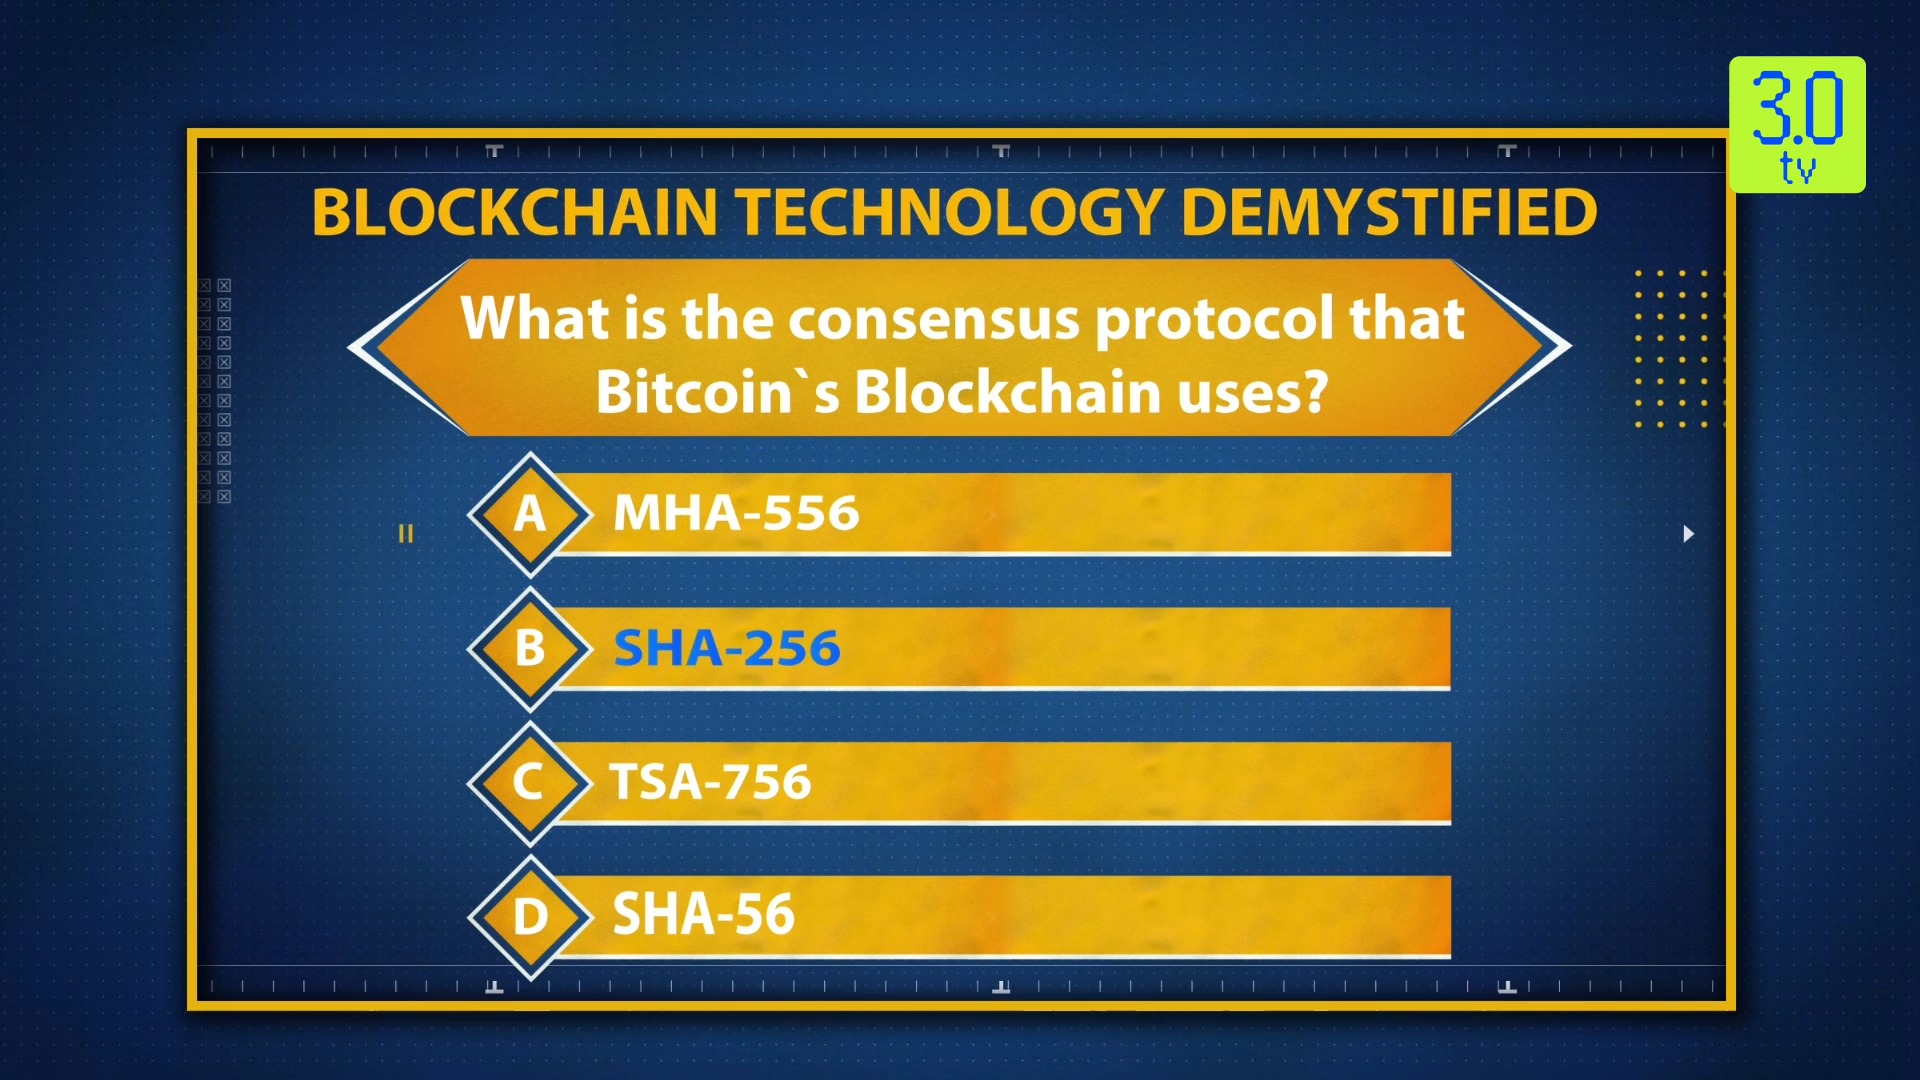 3.0
tv
BLOCKCHAIN TECHNOLOGY DEMYSTIFIED
What is the consensus protocol that
Bitcoin`s Blockchain uses?
A MHA-556
B SHA-256
C TSA-756
D SHA-56